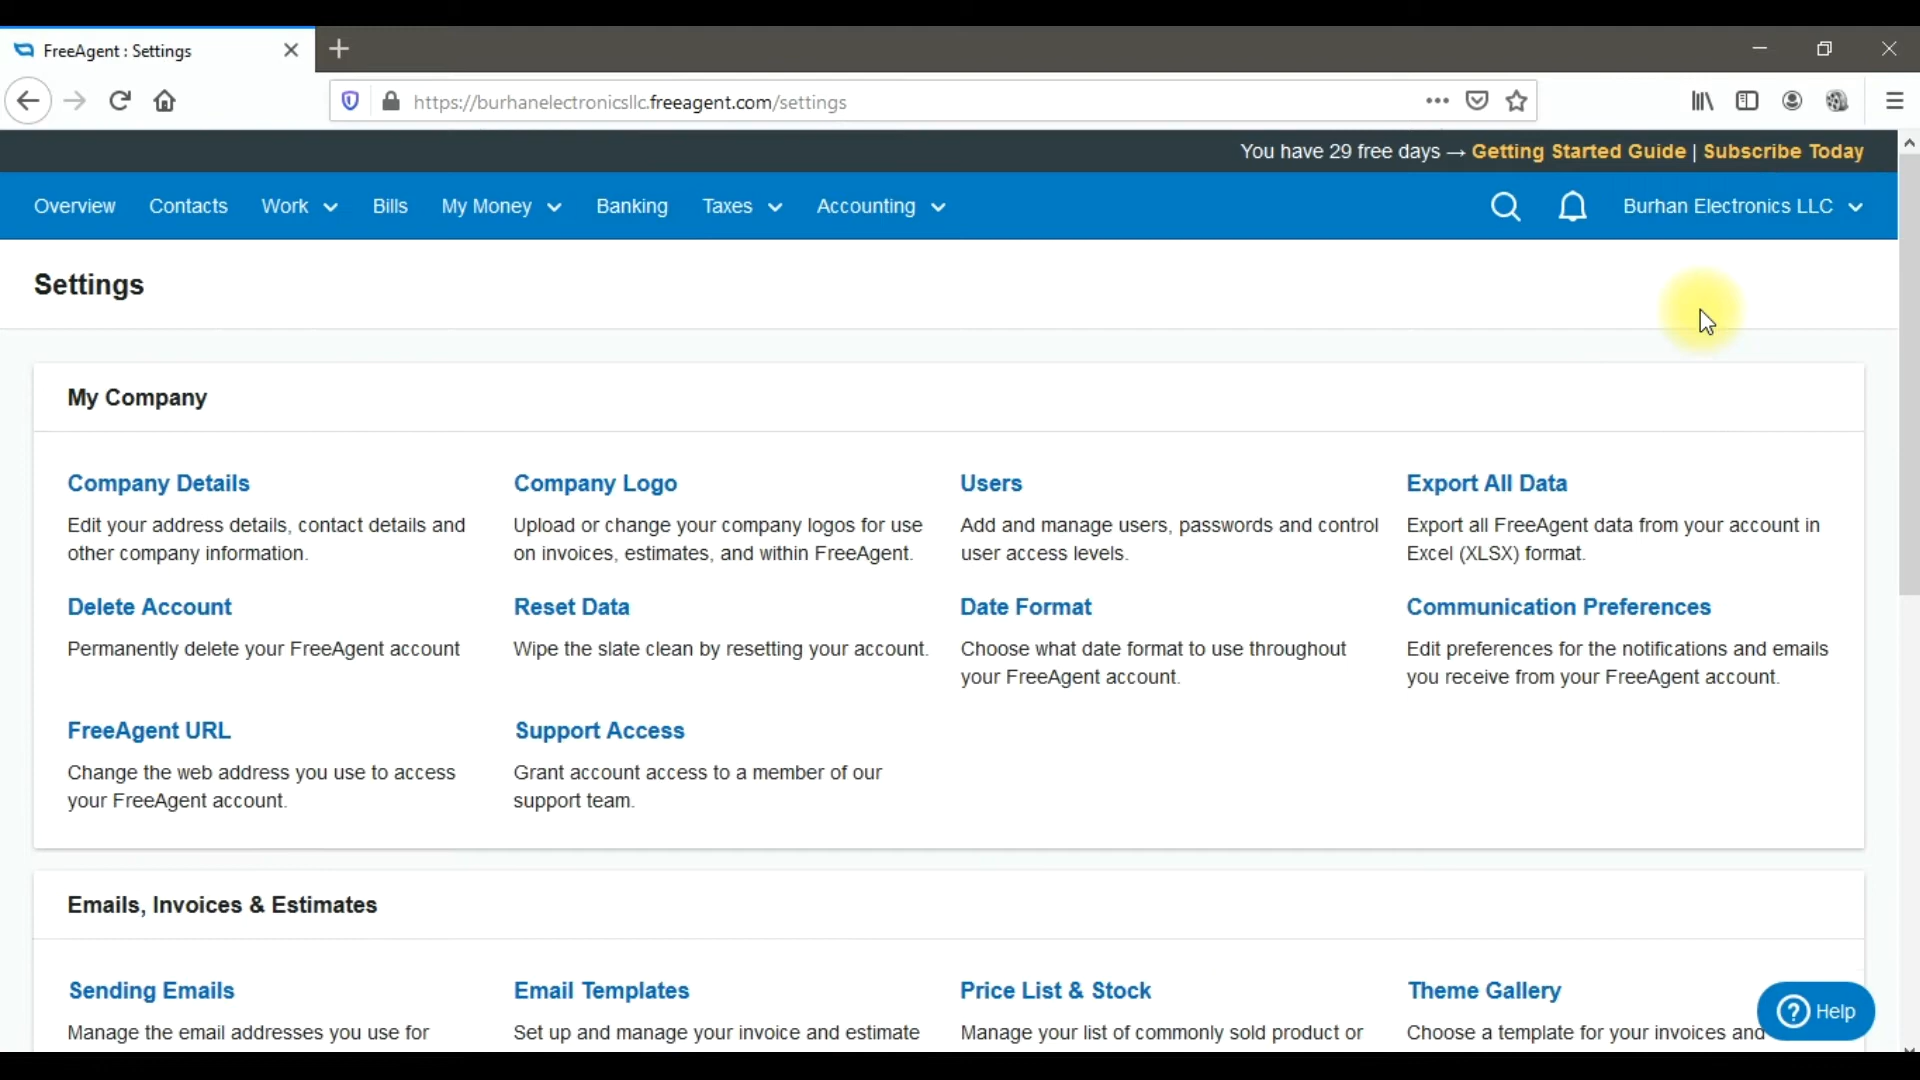 FreeAgent : Settings
https://burhanelectronicsllc.freeagent.com/settings
You have 29 free days → Getting Started Guide | Subscribe Today
Overview Contacts Work Bills My Money Banking Taxes Accounting Burhan Electronics LLC
Settings
My Company
Company Details
Edit your address details, contact details and
other company information.
Company Logo
Upload or change your company logos for use
on invoices, estimates, and within FreeAgent.
Users
Add and manage users, passwords and control
user access levels.
Export All Data
Export all FreeAgent data from your account in
Excel (XLSX) format.
Delete Account
Permanently delete your FreeAgent account
Reset Data
Wipe the slate clean by resetting your account.
Date Format
Choose what date format to use throughout
your FreeAgent account.
Communication Preferences
Edit preferences for the notifications and emails
you receive from your FreeAgent account.
FreeAgent URL
Change the web address you use to access
your FreeAgent account.
Support Access
Grant account access to a member of our
support team.
Emails, Invoices & Estimates
Sending Emails
Manage the email addresses you use for
Email Templates
Set up and manage your invoice and estimate
Price List & Stock
Manage your list of commonly sold product or
Theme Gallery
Choose a template for your invoices and
Help